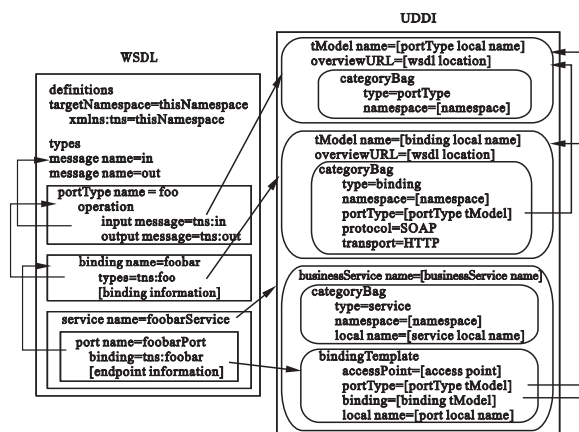 WSDL
definitions
targetNamespace=thisNamespace
xmlns:tns=thisNamespace
types
message name=in
message name=out
portType name = foo
operation
input message=tns:in
output message=tns:out
binding name=foobar
types=tns:foo
[binding information]
service name=foobarService
port name=foobarPort
binding=tns:foobar
[endpoint information]
UDDI
tModel name=[portType local name]
overviewURL=[wsdl location]
categoryBag
type=portType
namespace=[namespace]
tModel name=[binding local name]
overviewURL=[wsdl location]
categoryBag
type=binding
namespace=[namespace]
portType=[portType tModel]
protocol=SOAP
transport=HTTP
businessService name=[businessService name]
categoryBag
type=service
namespace=[namespace]
local name=[service local name]
bindingTemplate
accessPoint=[access point]
portType=[portType tModel]
binding=[binding tModel]
local name=[port local name]